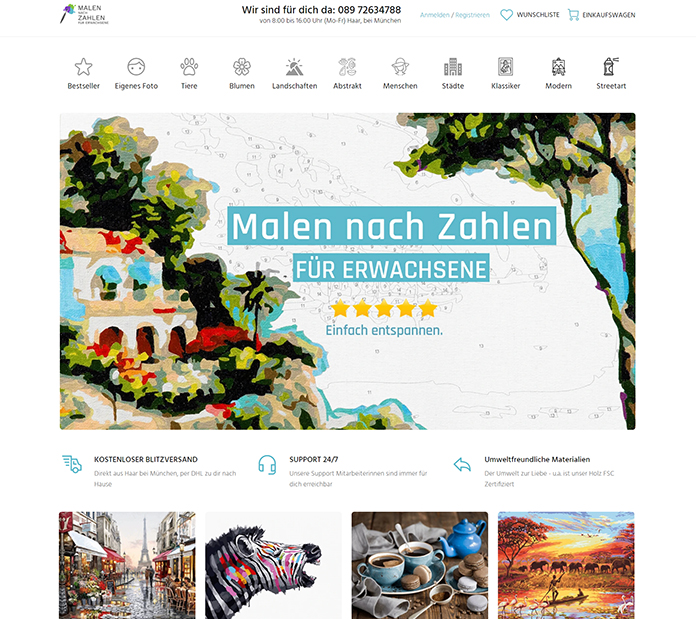 MALEN
NACH
ZAHLEN
FÜR ERWACHSENE
Wir sind für dich da: 089 72634788
von 8:00 bis 16:00 Uhr (Mo-Fr) Haar, bei München
Anmelden / Registrieren
WUNSCHLISTE
EINKAUFSWAGEN
Bestseller
Eigenes Foto
Tiere
Blumen
Landschaften
Abstrakt
Menschen
Städte
Klassiker
Modern
Streetart
Malen nach Zahlen
FÜR ERWACHSENE
Einfach entspannen.
KOSTENLOSER BLITZVERSAND
Direkt aus Haar bei München, per DHL zu dir nach
Hause
SUPPORT 24/7
Unsere Support Mitarbeiterinnen sind immer für
dich erreichbar
Umweltfreundliche Materialien
Der Umwelt zur Liebe - u.a. ist unser Holz FSC
Zertifiziert